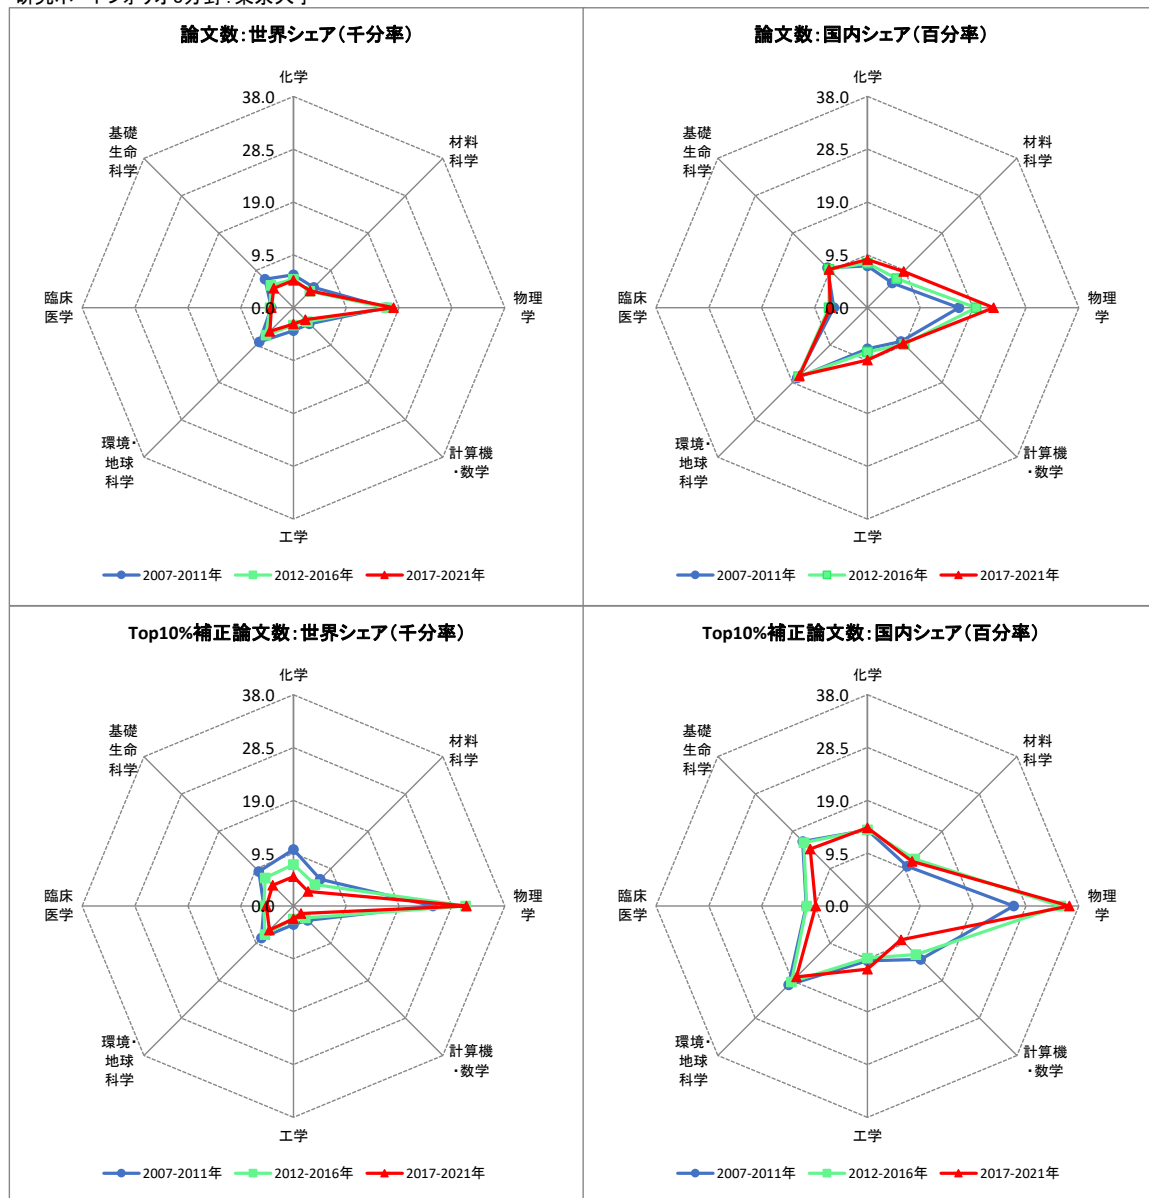 論文数：世界シェア（千分率）
化学
38.0
28.5
19.0
9.5
0.0
基礎
生命
科学
材料
科学
臨床
医学
物理
学
環境・
地球
科学
計算機
・数学
工学
2007-2011年
2012-2016年
2017-2021年
論文数：国内シェア（百分率）
化学
38.0
28.5
19.0
9.5
0.0
基礎
生命
科学
材料
科学
臨床
医学
物理
学
環境・
地球
科学
計算機
・数学
工学
2007-2011年
2012-2016年
2017-2021年
Top10%補正論文数：世界シェア（千分率）
化学
38.0
28.5
19.0
9.5
0.0
基礎
生命
科学
材料
科学
臨床
医学
物理
学
環境・
地球
科学
計算機
・数学
工学
2007-2011年
2012-2016年
2017-2021年
Top10%補正論文数：国内シェア（百分率）
化学
38.0
28.5
19.0
9.5
0.0
基礎
生命
科学
材料
科学
臨床
医学
物理
学
環境・
地球
科学
計算機
・数学
工学
2007-2011年
2012-2016年
2017-2021年